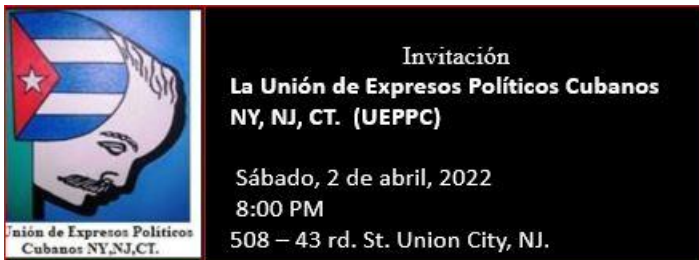 Invitación
La Unión de Expresos Políticos Cubanos
NY, NJ, CT. (UEPPC)
Sábado, 2 de abril, 2022
8:00 PM
508 – 43 rd. St. Union City, NJ.
Unión de Expresos Políticos
Cubanos NY,NJ,CT.